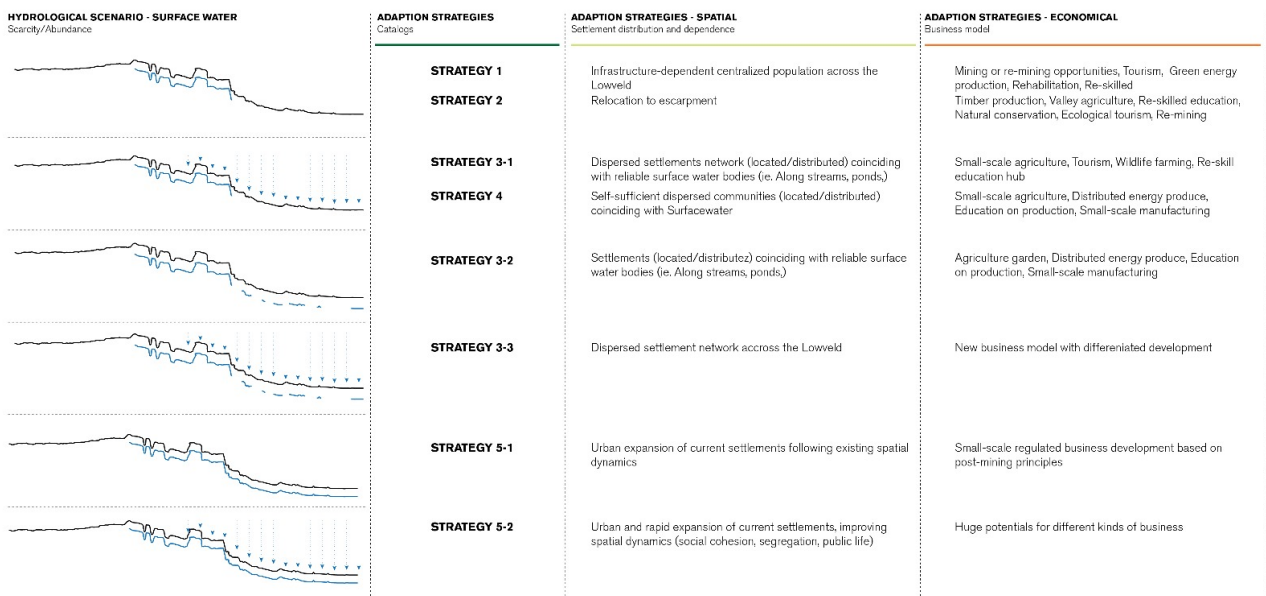 HYDROLOGICAL SCENARIO - SURFACE WATER
Scarcity/Abundance
ADAPTION STRATEGIES
Catalogs
ADAPTION STRATEGIES - SPATIAL
Settlement distribution and dependence
ADAPTION STRATEGIES - ECONOMICAL
Business model
STRATEGY 1
Infrastructure-dependent centralized population across the
Lowveld
Mining or re-mining opportunities, Tourism, Green energy
production, Rehabilitation, Re-skilled
STRATEGY 2
Relocation to escarpment
Timber production, Valley agriculture, Re-skilled education,
Natural conservation, Ecological tourism, Re-mining
STRATEGY 3-1
Dispersed settlements network (located/distributed) coinciding
with reliable surface water bodies (ie. Along streams, ponds,)
Small-scale agriculture, Tourism, Wildlife farming, Re-skill
education hub
STRATEGY 4
Self-sufficient dispersed communities (located/distributed)
coinciding with Surfacewater
Small-scale agriculture, Distributed energy produce,
Education on production, Small-scale manufacturing
STRATEGY 3-2
Settlements (located/distributez) coinciding with reliable surface
water bodies (ie. Along streams, ponds,)
Agriculture garden, Distributed energy produce, Education
on production, Small-scale manufacturing
STRATEGY 3-3
Dispersed settlement network accross the Lowveld
New business model with differeniated development
STRATEGY 5-1
Urban expansion of current settlements following existing spatial
dynamics
Small-scale regulated business development based on
post-mining principles
STRATEGY 5-2
Urban and rapid expansion of current settlements, improving
spatial dynamics (social cohesion, segregation, public life)
Huge potentials for different kinds of business